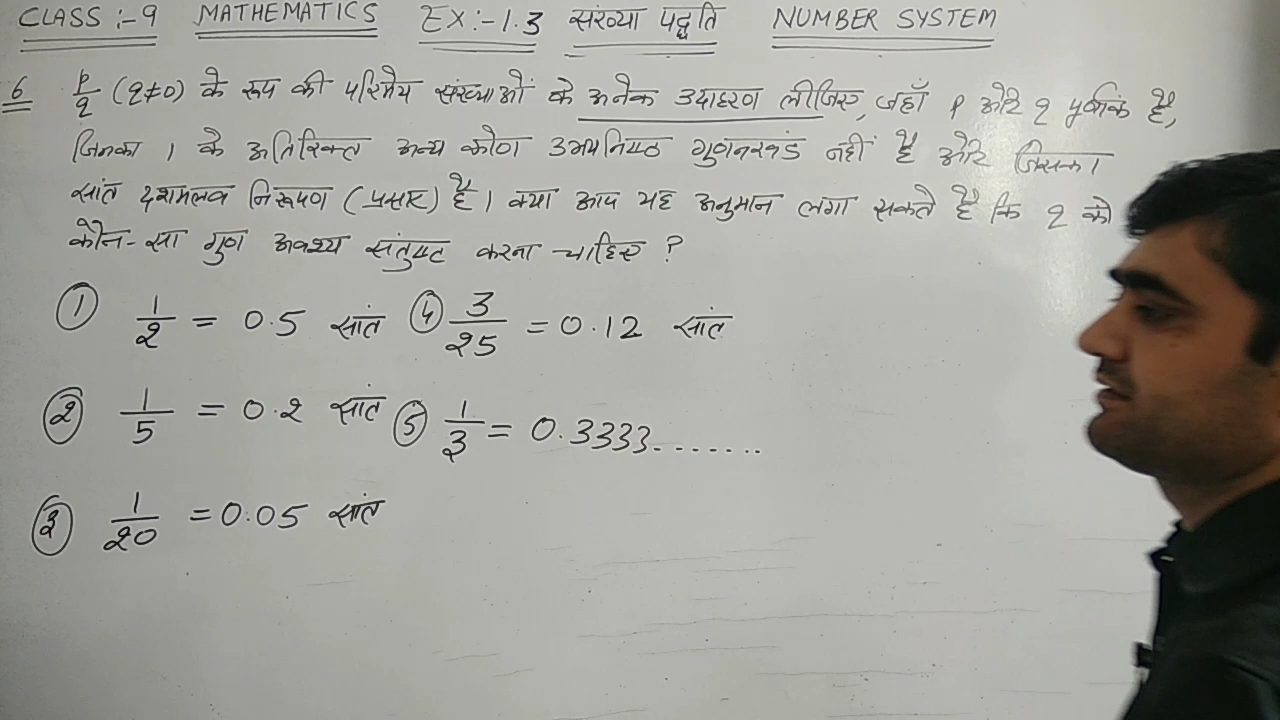 CLASS :- 9 MATHEMATICS EX:-1.3 संख्या पद्धति NUMBER SYSTEM
6 p/q (q≠0) के रूप की परिमेय संख्याओं के अनेक उदाहरण लीजिए, जहाँ p और q पूर्णांक है,
जिनका 1 के अतिरिक्त अन्य कोण उभयनिष्ठ गुणनखंड नहीं है और जिसका
सांत दशमलव निरूपण (प्रसार) है। क्या आप यह अनुमान लगा सकते है कि q को
कौन-सा गुण अवश्य संतुष्ट करना चाहिए ?
① 1/2 = 0.5 सांत ④ 3/25 = 0.12 सांत
② 1/5 = 0.2 सांत ⑤ 1/3 = 0.3333.......
③ 1/20 = 0.05 सांत